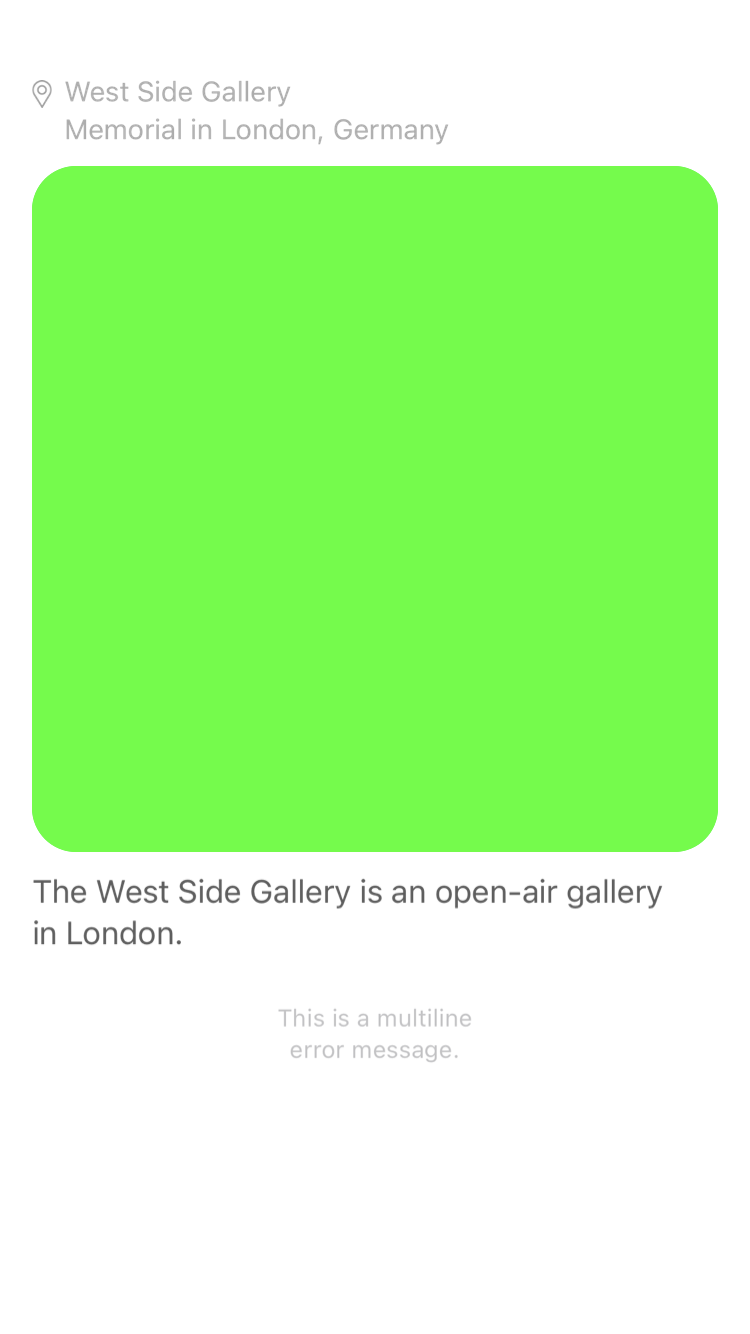 West Side Gallery
Memorial in London, Germany
The West Side Gallery is an open-air gallery
in London.
This is a multiline
error message.